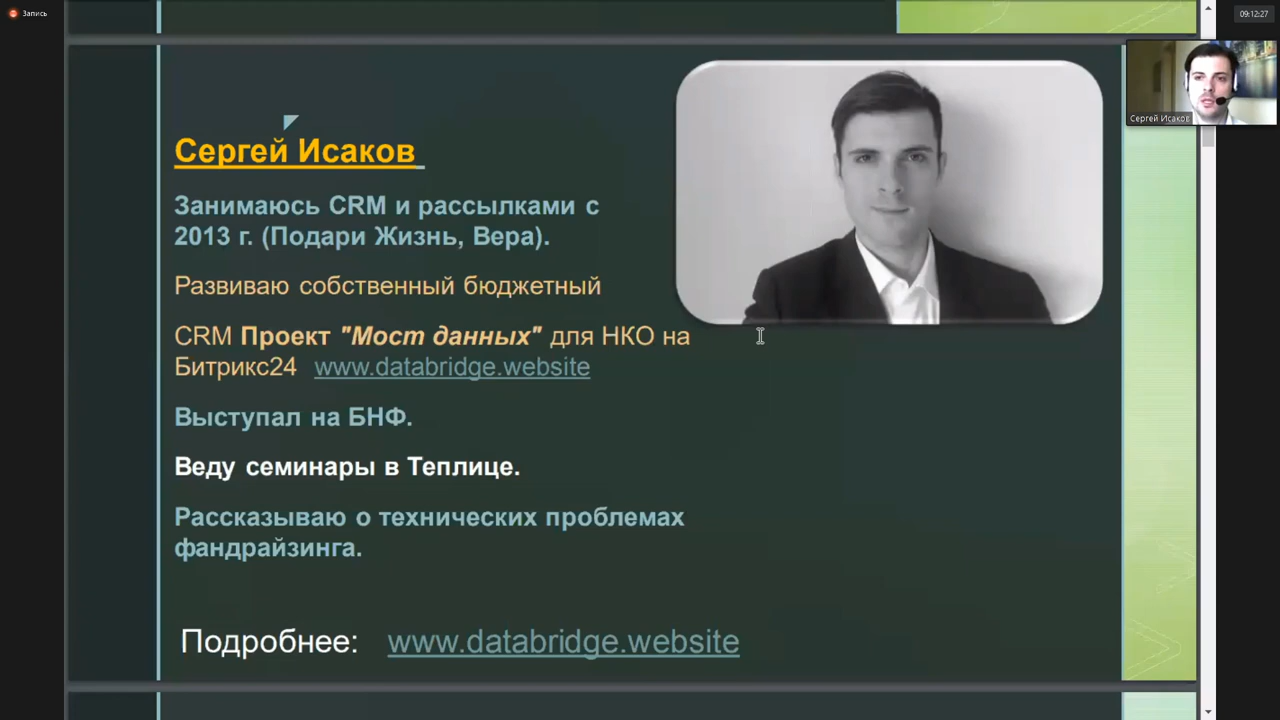 Запись
09:12:27
Сергей Исаков
Сергей Исаков
Занимаюсь CRM и рассылками с
2013 г. (Подари Жизнь, Вера).
Развиваю собственный бюджетный
CRM Проект "Мост данных" для НКО на
Битрикс24 www.databridge.website
Выступал на БНФ.
Веду семинары в Теплице.
Рассказываю о технических проблемах
фандрайзинга.
Подробнее: www.databridge.website